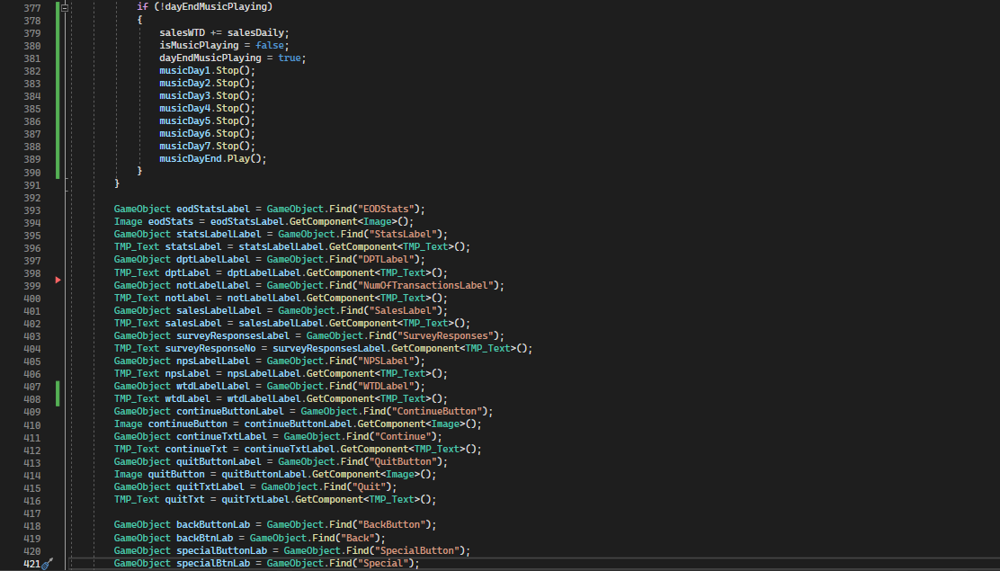 377 if (!dayEndMusicPlaying)
378 {
379 salesWTD += salesDaily;
380 isMusicPlaying = false;
381 dayEndMusicPlaying = true;
382 musicDay1.Stop();
383 musicDay2.Stop();
384 musicDay3.Stop();
385 musicDay4.Stop();
386 musicDay5.Stop();
387 musicDay6.Stop();
388 musicDay7.Stop();
389 musicDayEnd.Play();
390 }
391 }
392
393 GameObject eodStatsLabel = GameObject.Find("EODStats");
394 Image eodStats = eodStatsLabel.GetComponent<Image>();
395 GameObject statsLabelLabel = GameObject.Find("StatsLabel");
396 TMP_Text statsLabel = statsLabelLabel.GetComponent<TMP_Text>();
397 GameObject dptLabelLabel = GameObject.Find("DPTLabel");
398 TMP_Text dptLabel = dptLabelLabel.GetComponent<TMP_Text>();
399 GameObject notLabelLabel = GameObject.Find("NumOfTransactionsLabel");
400 TMP_Text notLabel = notLabelLabel.GetComponent<TMP_Text>();
401 GameObject salesLabelLabel = GameObject.Find("SalesLabel");
402 TMP_Text salesLabel = salesLabelLabel.GetComponent<TMP_Text>();
403 GameObject surveyResponsesLabel = GameObject.Find("SurveyResponses");
404 TMP_Text surveyResponseNo = surveyResponsesLabel.GetComponent<TMP_Text>();
405 GameObject npsLabelLabel = GameObject.Find("NPSLabel");
406 TMP_Text npsLabel = npsLabelLabel.GetComponent<TMP_Text>();
407 GameObject wtdLabelLabel = GameObject.Find("WTDLabel");
408 TMP_Text wtdLabel = wtdLabelLabel.GetComponent<TMP_Text>();
409 GameObject continueButtonLabel = GameObject.Find("ContinueButton");
410 Image continueButton = continueButtonLabel.GetComponent<Image>();
411 GameObject continueTxtLabel = GameObject.Find("Continue");
412 TMP_Text continueTxt = continueTxtLabel.GetComponent<TMP_Text>();
413 GameObject quitButtonLabel = GameObject.Find("QuitButton");
414 Image quitButton = quitButtonLabel.GetComponent<Image>();
415 GameObject quitTxtLabel = GameObject.Find("Quit");
416 TMP_Text quitTxt = quitTxtLabel.GetComponent<TMP_Text>();
417
418 GameObject backButtonLab = GameObject.Find("BackButton");
419 GameObject backBtnLab = GameObject.Find("Back");
420 GameObject specialButtonLab = GameObject.Find("SpecialButton");
421 GameObject specialBtnLab = GameObject.Find("Special");